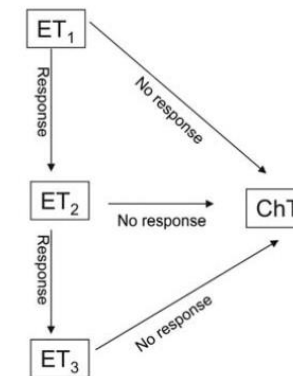 ET₁
Response
No response
ET₂
No response
ChT
Response
ET₃
No response